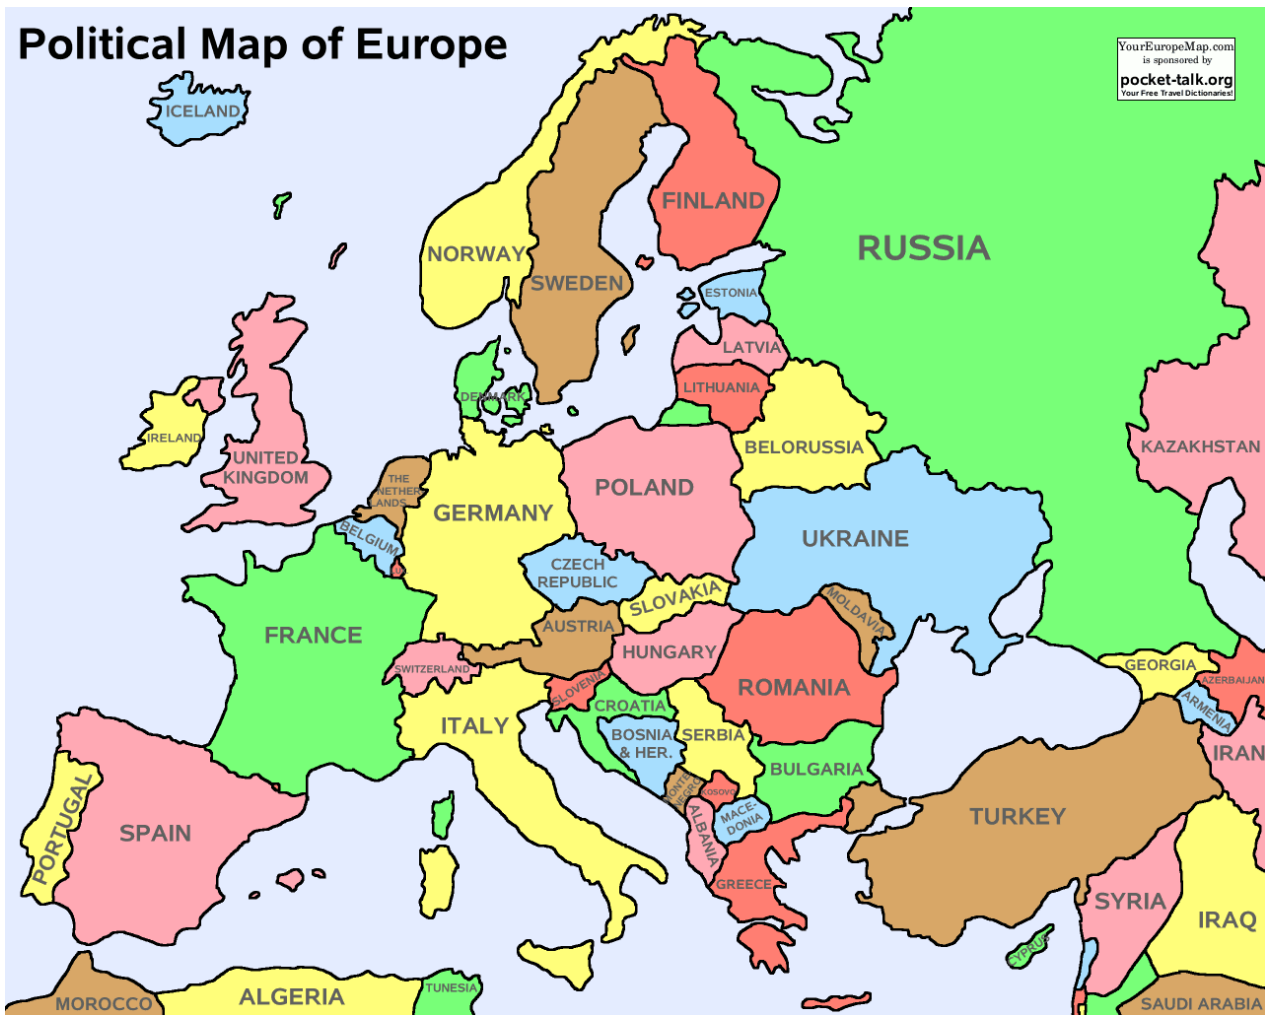 Political Map of Europe
YourEuropeMap.com
is sponsored by
pocket-talk.org
Your Free Travel Dictionaries!
ICELAND
FINLAND
RUSSIA
NORWAY
SWEDEN
ESTONIA
LATVIA
LITHUANIA
DENMARK
IRELAND
UNITED
KINGDOM
BELORUSSIA
KAZAKHSTAN
THE
NETHER
LANDS
POLAND
GERMANY
BELGIUM
UKRAINE
CZECH
REPUBLIC
SLOVAKIA
MOLDAVIA
FRANCE
AUSTRIA
HUNGARY
SWITZERLAND
SLOVENIA
ROMANIA
GEORGIA
AZERBAIJAN
ARMENIA
CROATIA
ITALY
BOSNIA
& HER.
SERBIA
IRAN
BULGARIA
MONTE
NEGRO
KOSOVO
MACE-
DONIA
ALBANIA
TURKEY
PORTUGAL
SPAIN
GREECE
SYRIA
IRAQ
CYPRUS
MOROCCO
ALGERIA
TUNESIA
SAUDI ARABIA